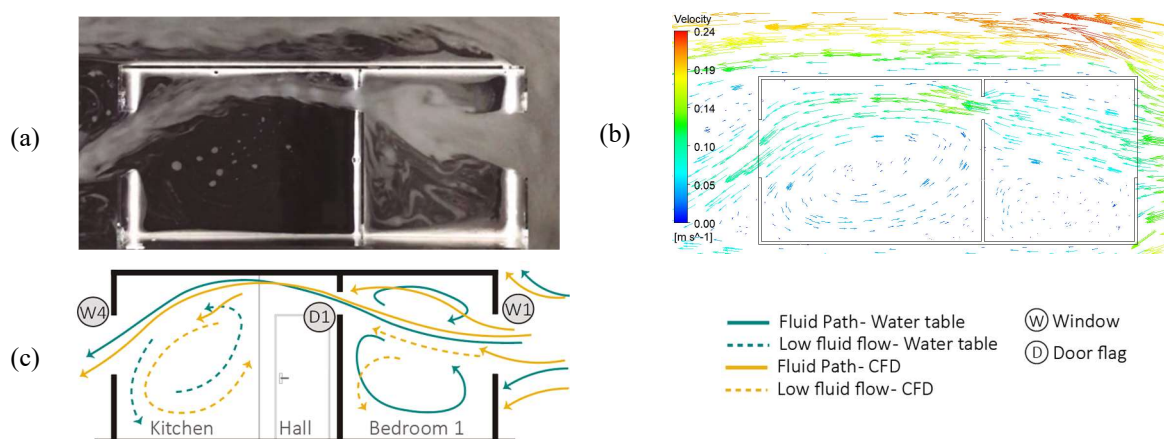 (a)
(b)
Velocity
0.24
0.19
0.14
0.10
0.05
0.00
[m s^-1]
(c)
W4
D1
W1
Kitchen
Hall
Bedroom 1
Fluid Path- Water table
Low fluid flow- Water table
Fluid Path- CFD
Low fluid flow- CFD
W Window
D Door flag